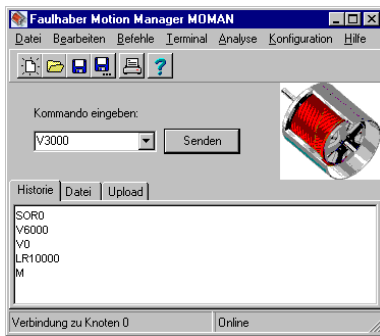 Faulhaber Motion Manager MOMAN
Datei Bearbeiten Befehle Terminal Analyse Konfiguration Hilfe
Kommando eingeben:
V3000 Senden
Historie Datei Upload
SOR0
V6000
V0
LR10000
M
Verbindung zu Knoten 0 Online